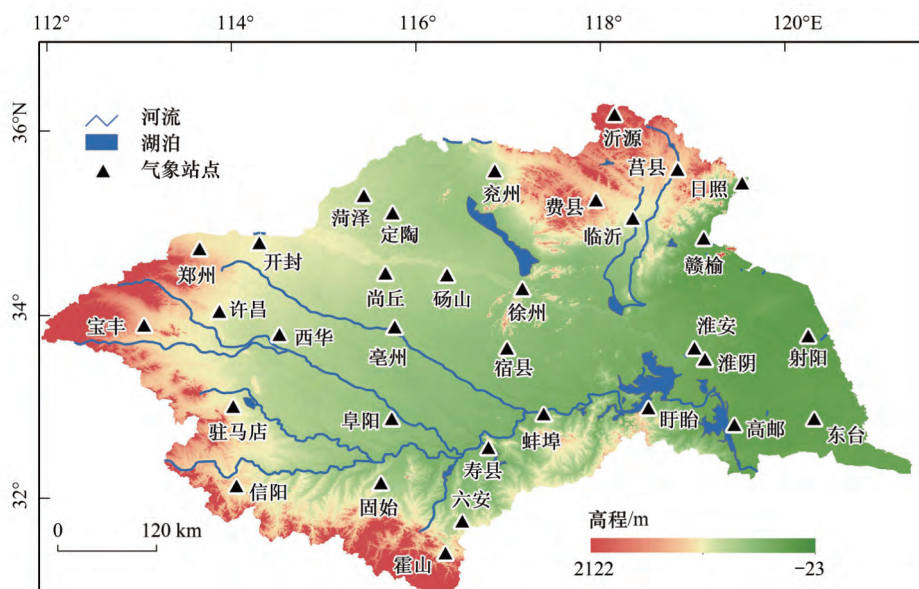 112°
114°
116°
118°
120°E
36°N
34°
32°
河流
湖泊
气象站点
沂源
莒县
日照
兖州
费县
临沂
菏泽
定陶
赣榆
郑州
开封
尚丘
砀山
徐州
许昌
宝丰
西华
亳州
宿县
淮安
淮阴
射阳
驻马店
阜阳
蚌埠
盱眙
高邮
东台
寿县
信阳
固始
六安
霍山
0 120 km
高程/m
2122 −23